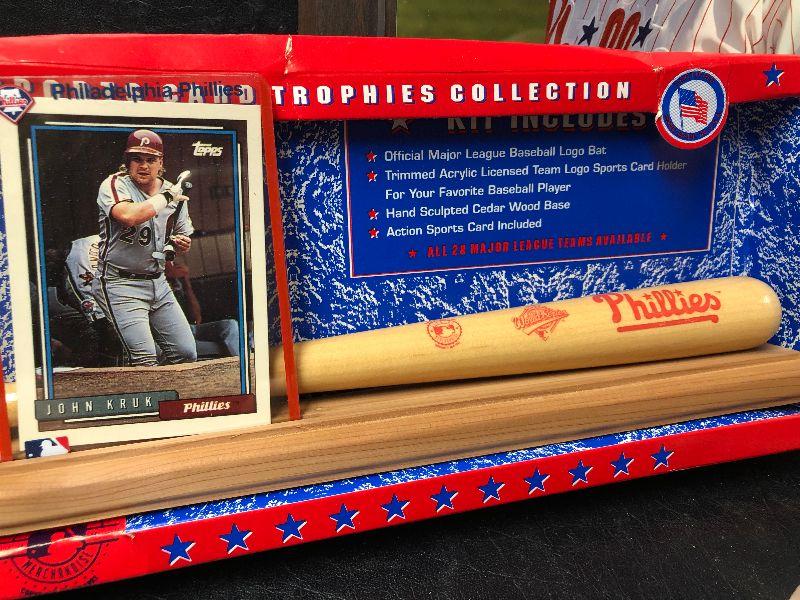 Philadelphia Phillies
TROPHIES COLLECTION
KIT INCLUDES
Official Major League Baseball Logo Bat
Trimmed Acrylic Licensed Team Logo Sports Card Holder
For Your Favorite Baseball Player
Hand Sculpted Cedar Wood Base
Action Sports Card Included
ALL 28 MAJOR LEAGUE TEAMS AVAILABLE
Topps
P
29
Phillies
JOHN KRUK
Phillies
MERCHANDISE